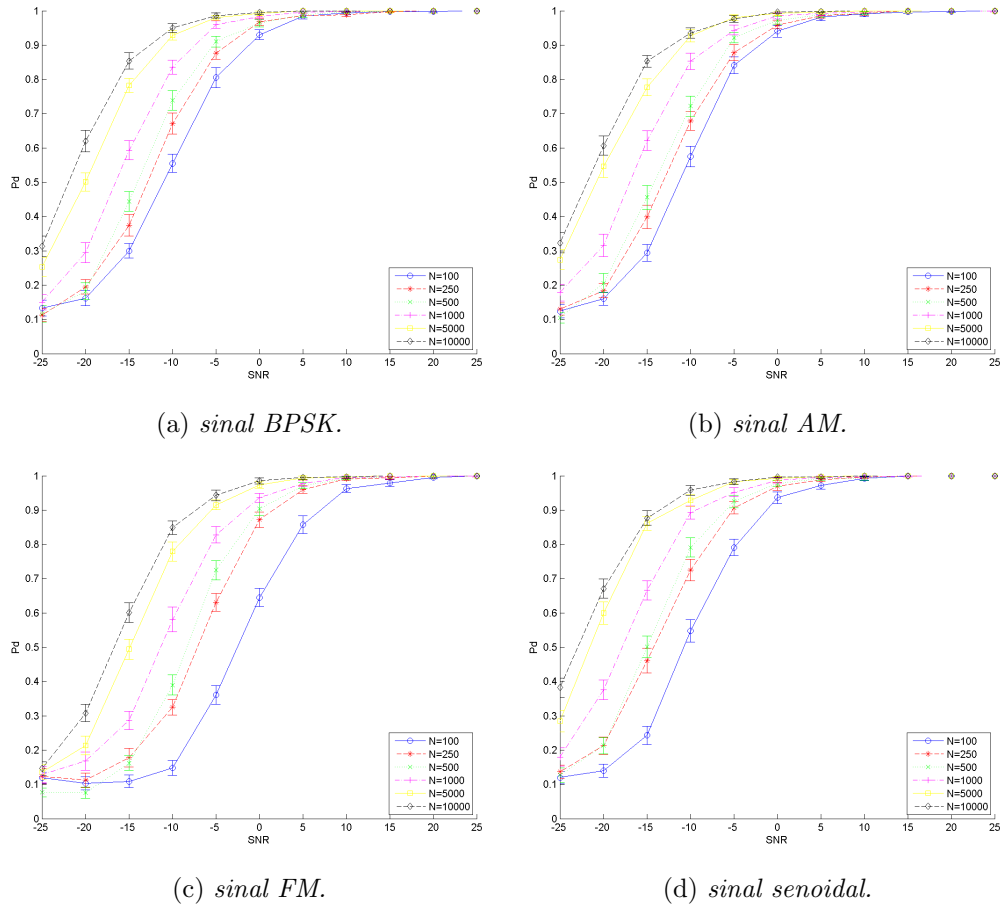 1
0.9
0.8
0.7
0.6
0.5
0.4
0.3
0.2
0.1
0
Pd
-25 -20 -15 -10 -5 0 5 10 15 20 25
SNR
N=100
N=250
N=500
N=1000
N=5000
N=10000
(a) sinal BPSK.
1
0.9
0.8
0.7
0.6
0.5
0.4
0.3
0.2
0.1
0
Pd
-25 -20 -15 -10 -5 0 5 10 15 20 25
SNR
N=100
N=250
N=500
N=1000
N=5000
N=10000
(b) sinal AM.
1
0.9
0.8
0.7
0.6
0.5
0.4
0.3
0.2
0.1
0
Pd
-25 -20 -15 -10 -5 0 5 10 15 20 25
SNR
N=100
N=250
N=500
N=1000
N=5000
N=10000
(c) sinal FM.
1
0.9
0.8
0.7
0.6
0.5
0.4
0.3
0.2
0.1
0
Pd
-25 -20 -15 -10 -5 0 5 10 15 20 25
SNR
N=100
N=250
N=500
N=1000
N=5000
N=10000
(d) sinal senoidal.